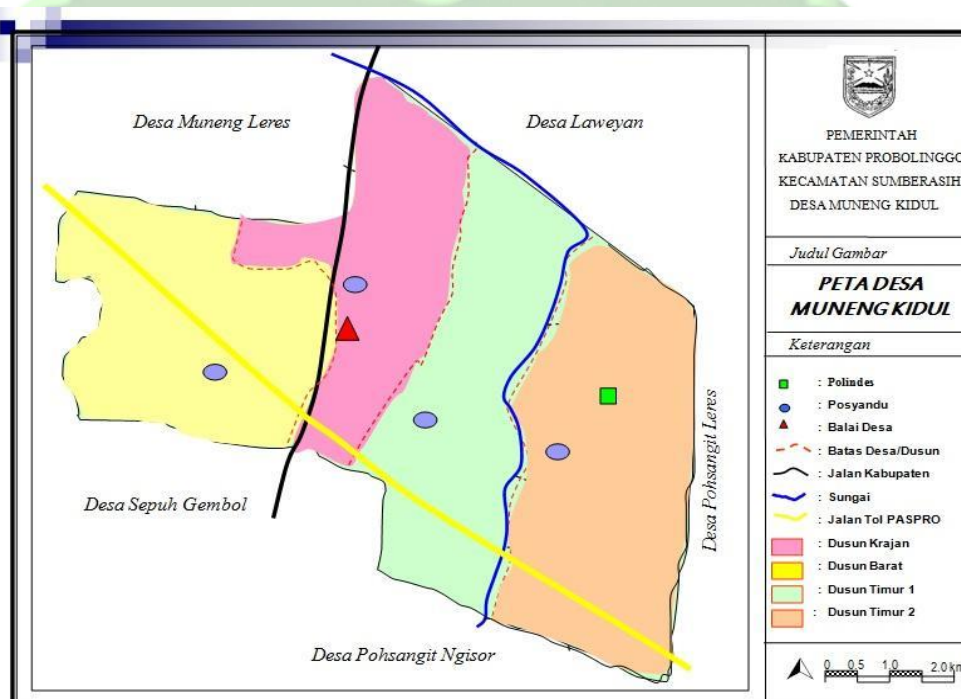 Desa Muneng Leres
Desa Laweyan
Desa Sepuh Gembol
Desa Pohsangit Leres
Desa Pohsangit Ngisor
PEMERINTAH
KABUPATEN PROBOLINGGO
KECAMATAN SUMBERASIH
DESA MUNENG KIDUL
Judul Gambar
PETA DESA
MUNENG KIDUL
Keterangan
: Polindes
: Posyandu
: Balai Desa
: Batas Desa/Dusun
: Jalan Kabupaten
: Sungai
: Jalan Tol PASPRO
: Dusun Krajan
: Dusun Barat
: Dusun Timur 1
: Dusun Timur 2
0 0.5 1.0 2.0 km